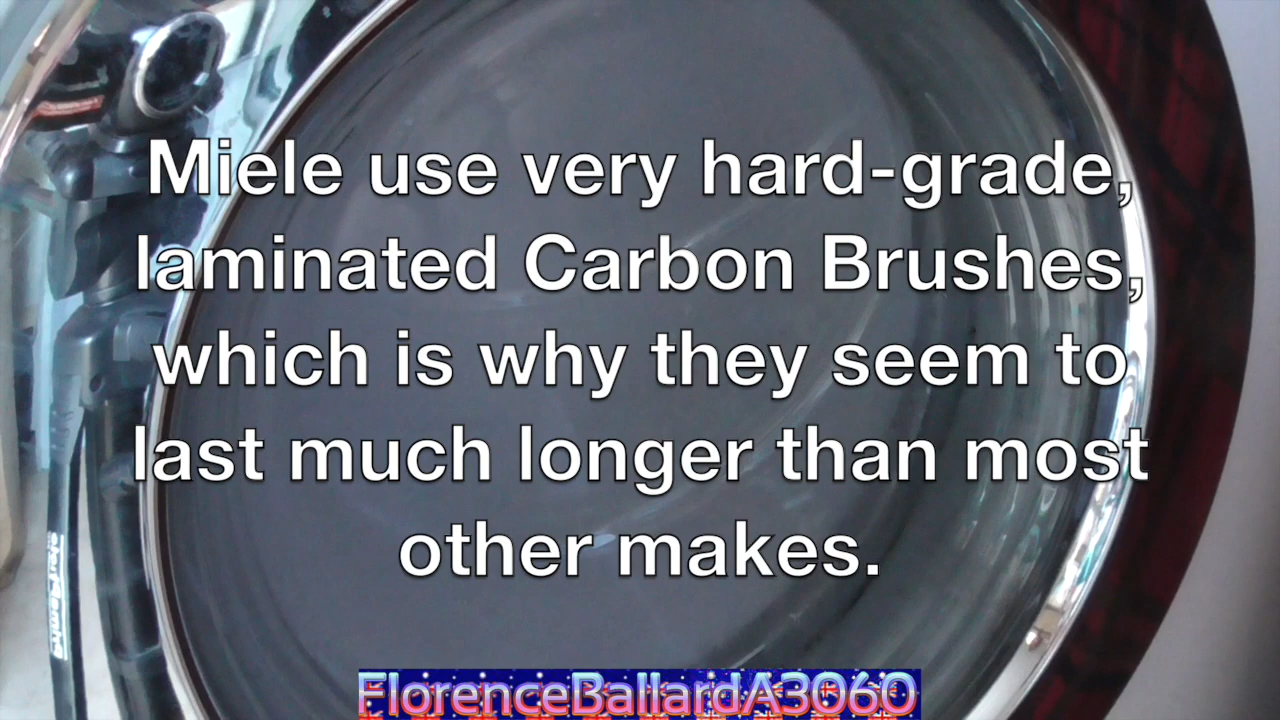 Miele use very hard-grade,
laminated Carbon Brushes,
which is why they seem to
last much longer than most
other makes.
FlorenceBallardA3060